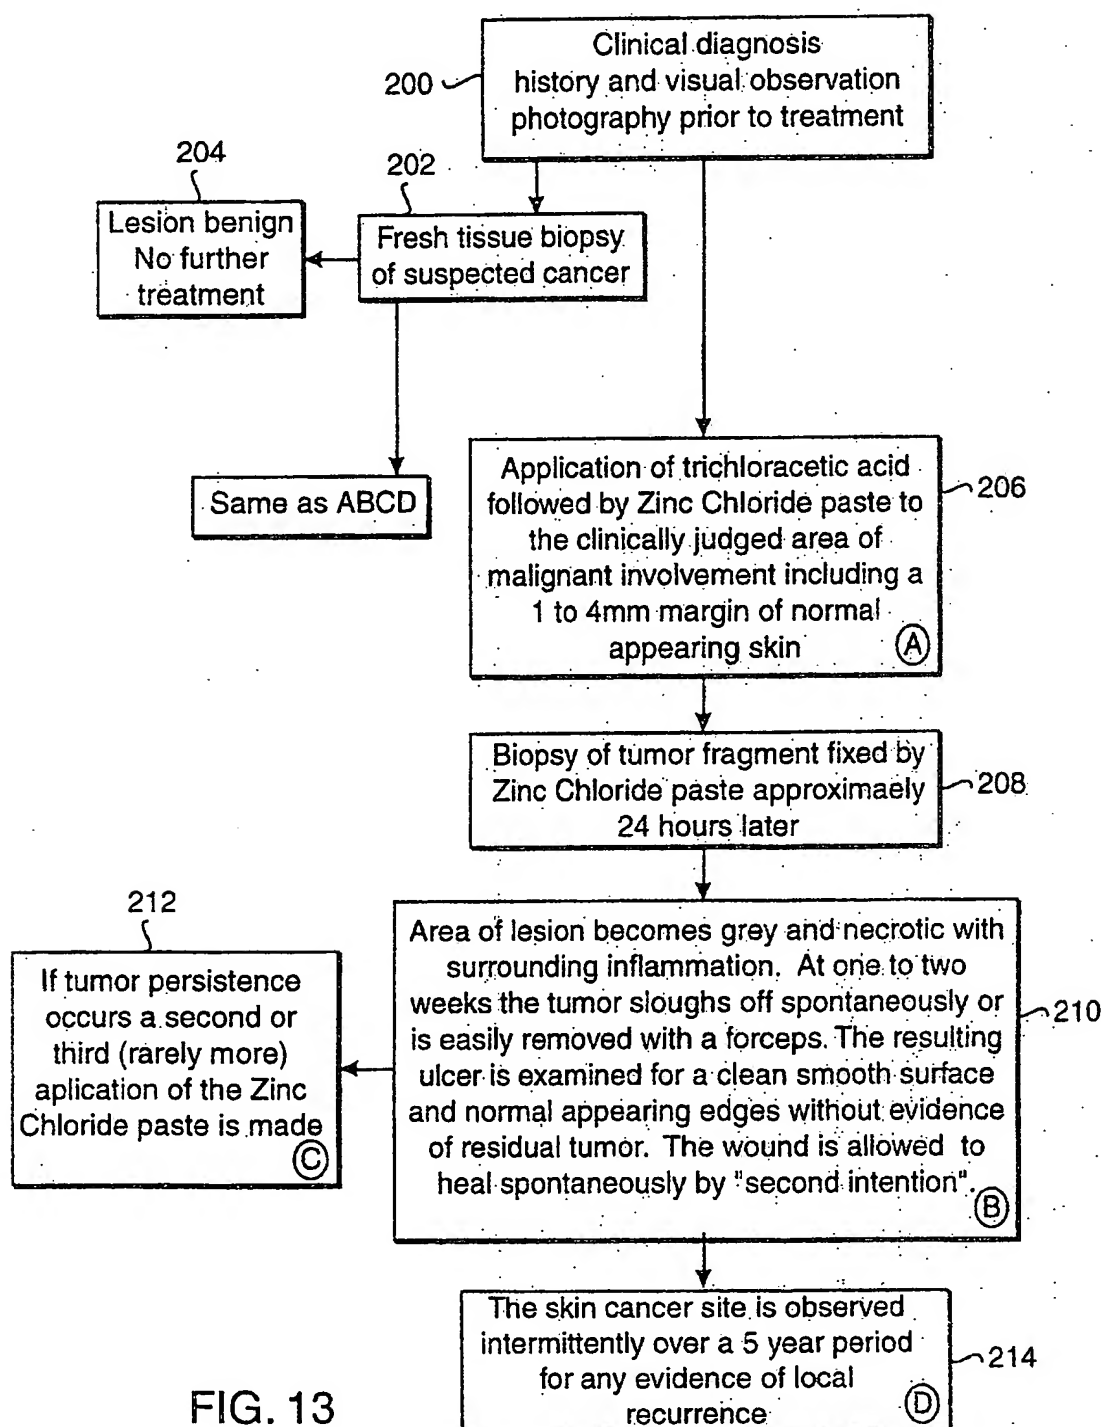 Clinical diagnosis
history and visual observation
photography prior to treatment
200
204
202
Lesion benign
No further
treatment
Fresh tissue biopsy
of suspected cancer
Same as ABCD
Application of trichloracetic acid
followed by Zinc Chloride paste to
the clinically judged area of
malignant involvement including a
1 to 4mm margin of normal
appearing skin
A
206
Biopsy of tumor fragment fixed by
Zinc Chloride paste approximaely
24 hours later
208
212
If tumor persistence
occurs a second or
third (rarely more)
aplication of the Zinc
Chloride paste is made
C
Area of lesion becomes grey and necrotic with
surrounding inflammation. At one to two
weeks the tumor sloughs off spontaneously or
is easily removed with a forceps. The resulting
ulcer is examined for a clean smooth surface
and normal appearing edges without evidence
of residual tumor. The wound is allowed to
heal spontaneously by "second intention".
B
210
The skin cancer site is observed
intermittently over a 5 year period
for any evidence of local
recurrence
D
214
FIG. 13